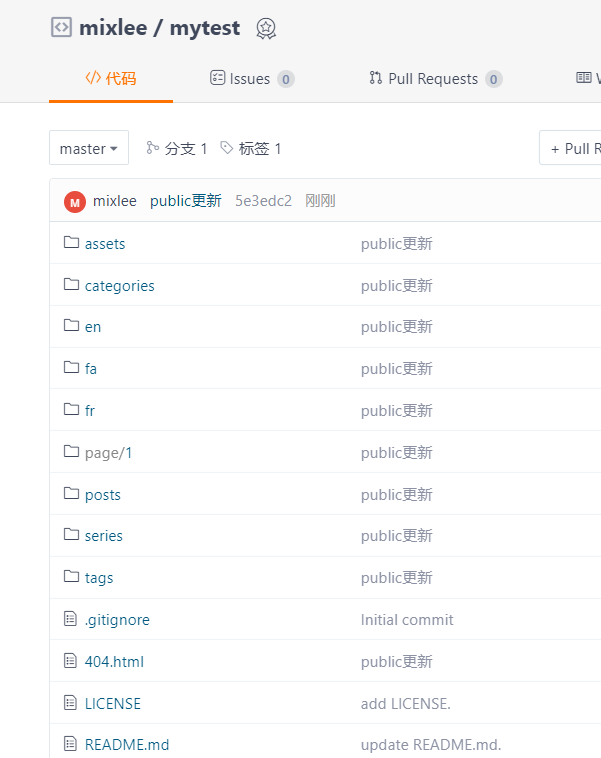 mixlee / mytest
代码 Issues 0 Pull Requests 0
master 分支 1 标签 1 + Pull R
M mixlee public更新 5e3edc2 刚刚
assets public更新
categories public更新
en public更新
fa public更新
fr public更新
page/1 public更新
posts public更新
series public更新
tags public更新
.gitignore Initial commit
404.html public更新
LICENSE add LICENSE.
README.md update README.md.